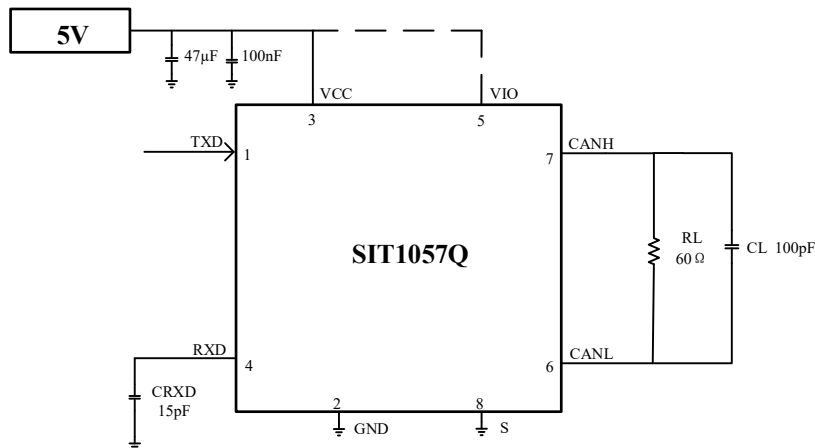 5V
47μF
100nF
VCC
VIO
3
5
TXD
1
7
CANH
SIT1057Q
RL
60Ω
CL 100pF
RXD
4
6
CANL
CRXD
15pF
2
8
GND
S